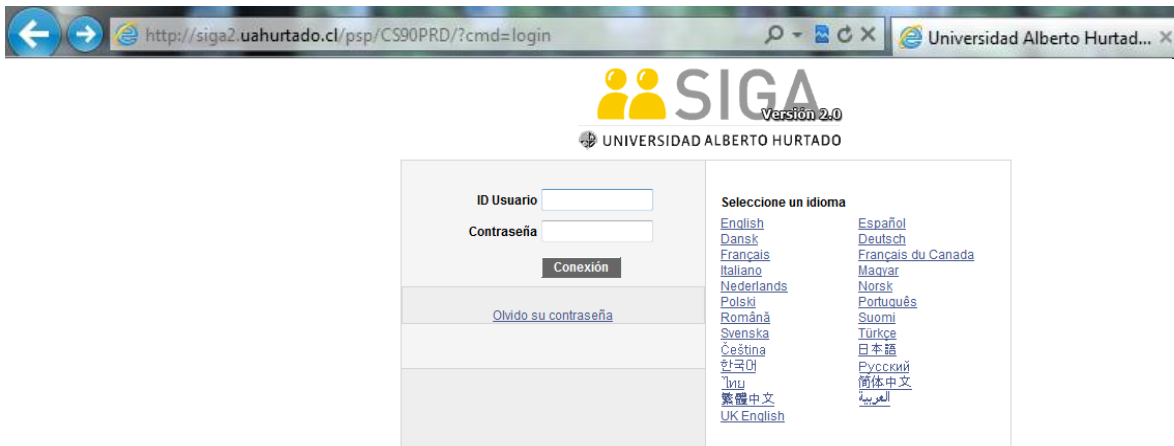 http://siga2.uahurtado.cl/psp/CS90PRD/?cmd=login
Universidad Alberto Hurtad...
SIGA
Versión 2.0
UNIVERSIDAD ALBERTO HURTADO
ID Usuario
Contraseña
Conexión
Olvido su contraseña
Seleccione un idioma
English Español
Dansk Deutsch
Français Français du Canada
Italiano Magyar
Nederlands Norsk
Polski Português
Română Suomi
Svenska Türkçe
Čeština 日本語
한국어 Русский
ไทย 简体中文
繁體中文 العربية
UK English